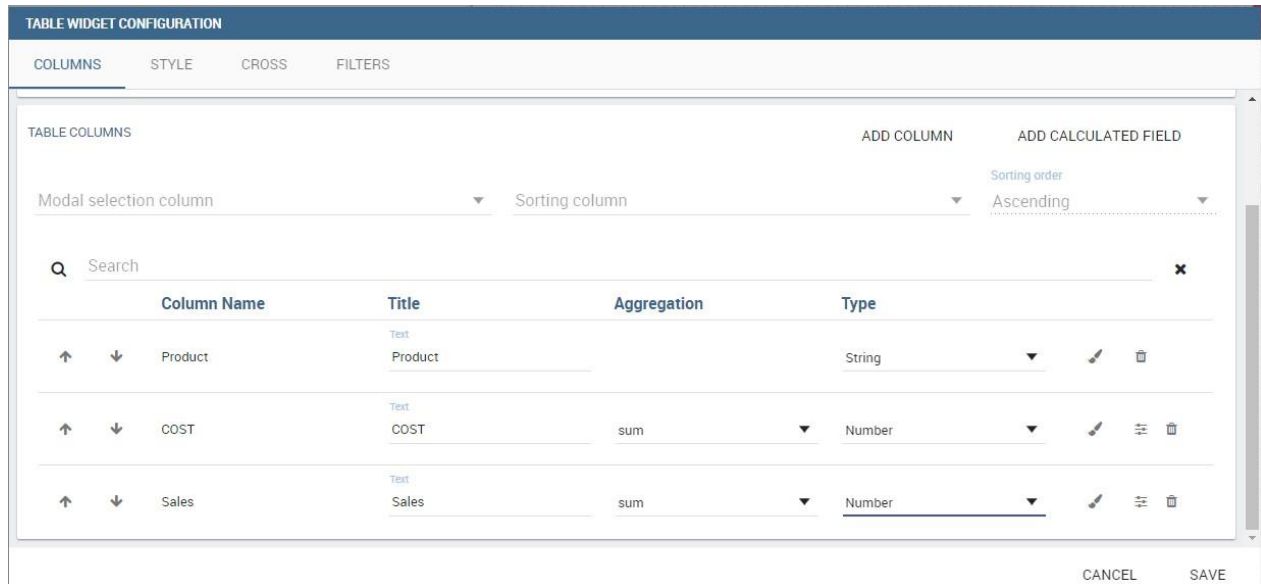 TABLE WIDGET CONFIGURATION
COLUMNS STYLE CROSS FILTERS
TABLE COLUMNS ADD COLUMN ADD CALCULATED FIELD
Sorting order
Modal selection column Sorting column Ascending
Search
Column Name Title Aggregation Type
Text
Product Product String
Text
COST COST sum Number
Text
Sales Sales sum Number
CANCEL SAVE